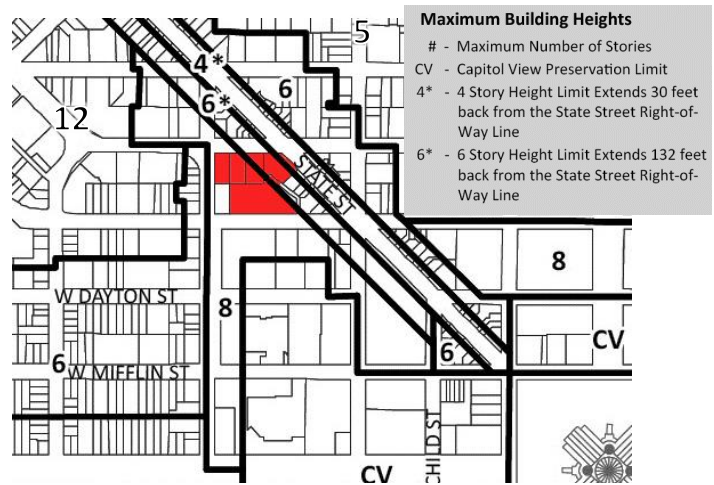 Maximum Building Heights
# - Maximum Number of Stories
CV - Capitol View Preservation Limit
4* - 4 Story Height Limit Extends 30 feet
back from the State Street Right-of-
Way Line
6* - 6 Story Height Limit Extends 132 feet
back from the State Street Right-of-
Way Line
5
4*
6
6*
12
STATE ST
8
W DAYTON ST
8
CV
6
6
W MIFFLIN ST
CHILD ST
CV